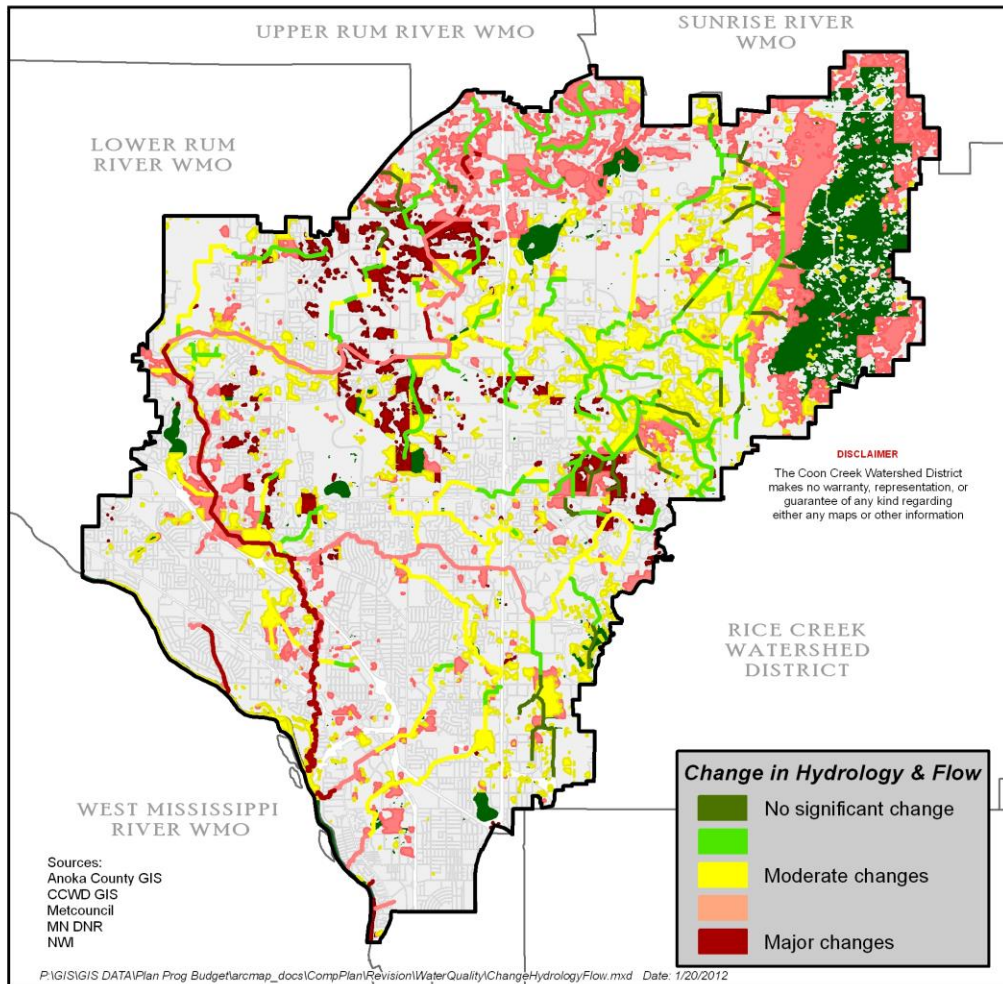 UPPER RUM RIVER WMO
SUNRISE RIVER
WMO
LOWER RUM
RIVER WMO
DISCLAIMER
The Coon Creek Watershed District
makes no warranty, representation, or
guarantee of any kind regarding
either any maps or other information
RICE CREEK
WATERSHED
DISTRICT
WEST MISSISSIPPI
RIVER WMO
Sources:
Anoka County GIS
CCWD GIS
Metcouncil
MN DNR
NWI
Change in Hydrology & Flow
No significant change
Moderate changes
Major changes
P:\GIS\GIS DATA\Plan Prog Budget\arcmap_docs\CompPlan\Revision\WaterQuality\ChangeHydrologyFlow.mxd Date: 1/20/2012